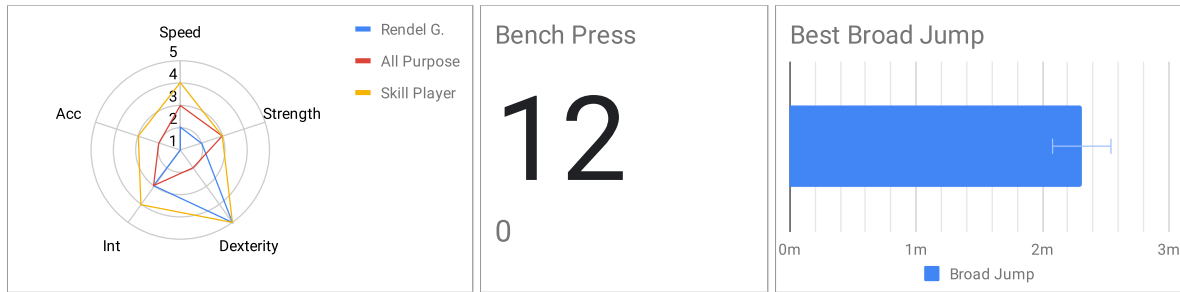 Speed
5
4
3
2
1
Acc
Strength
Int
Dexterity
Rendel G.
All Purpose
Skill Player
Bench Press
12
0
Best Broad Jump
0m 1m 2m 3m
Broad Jump